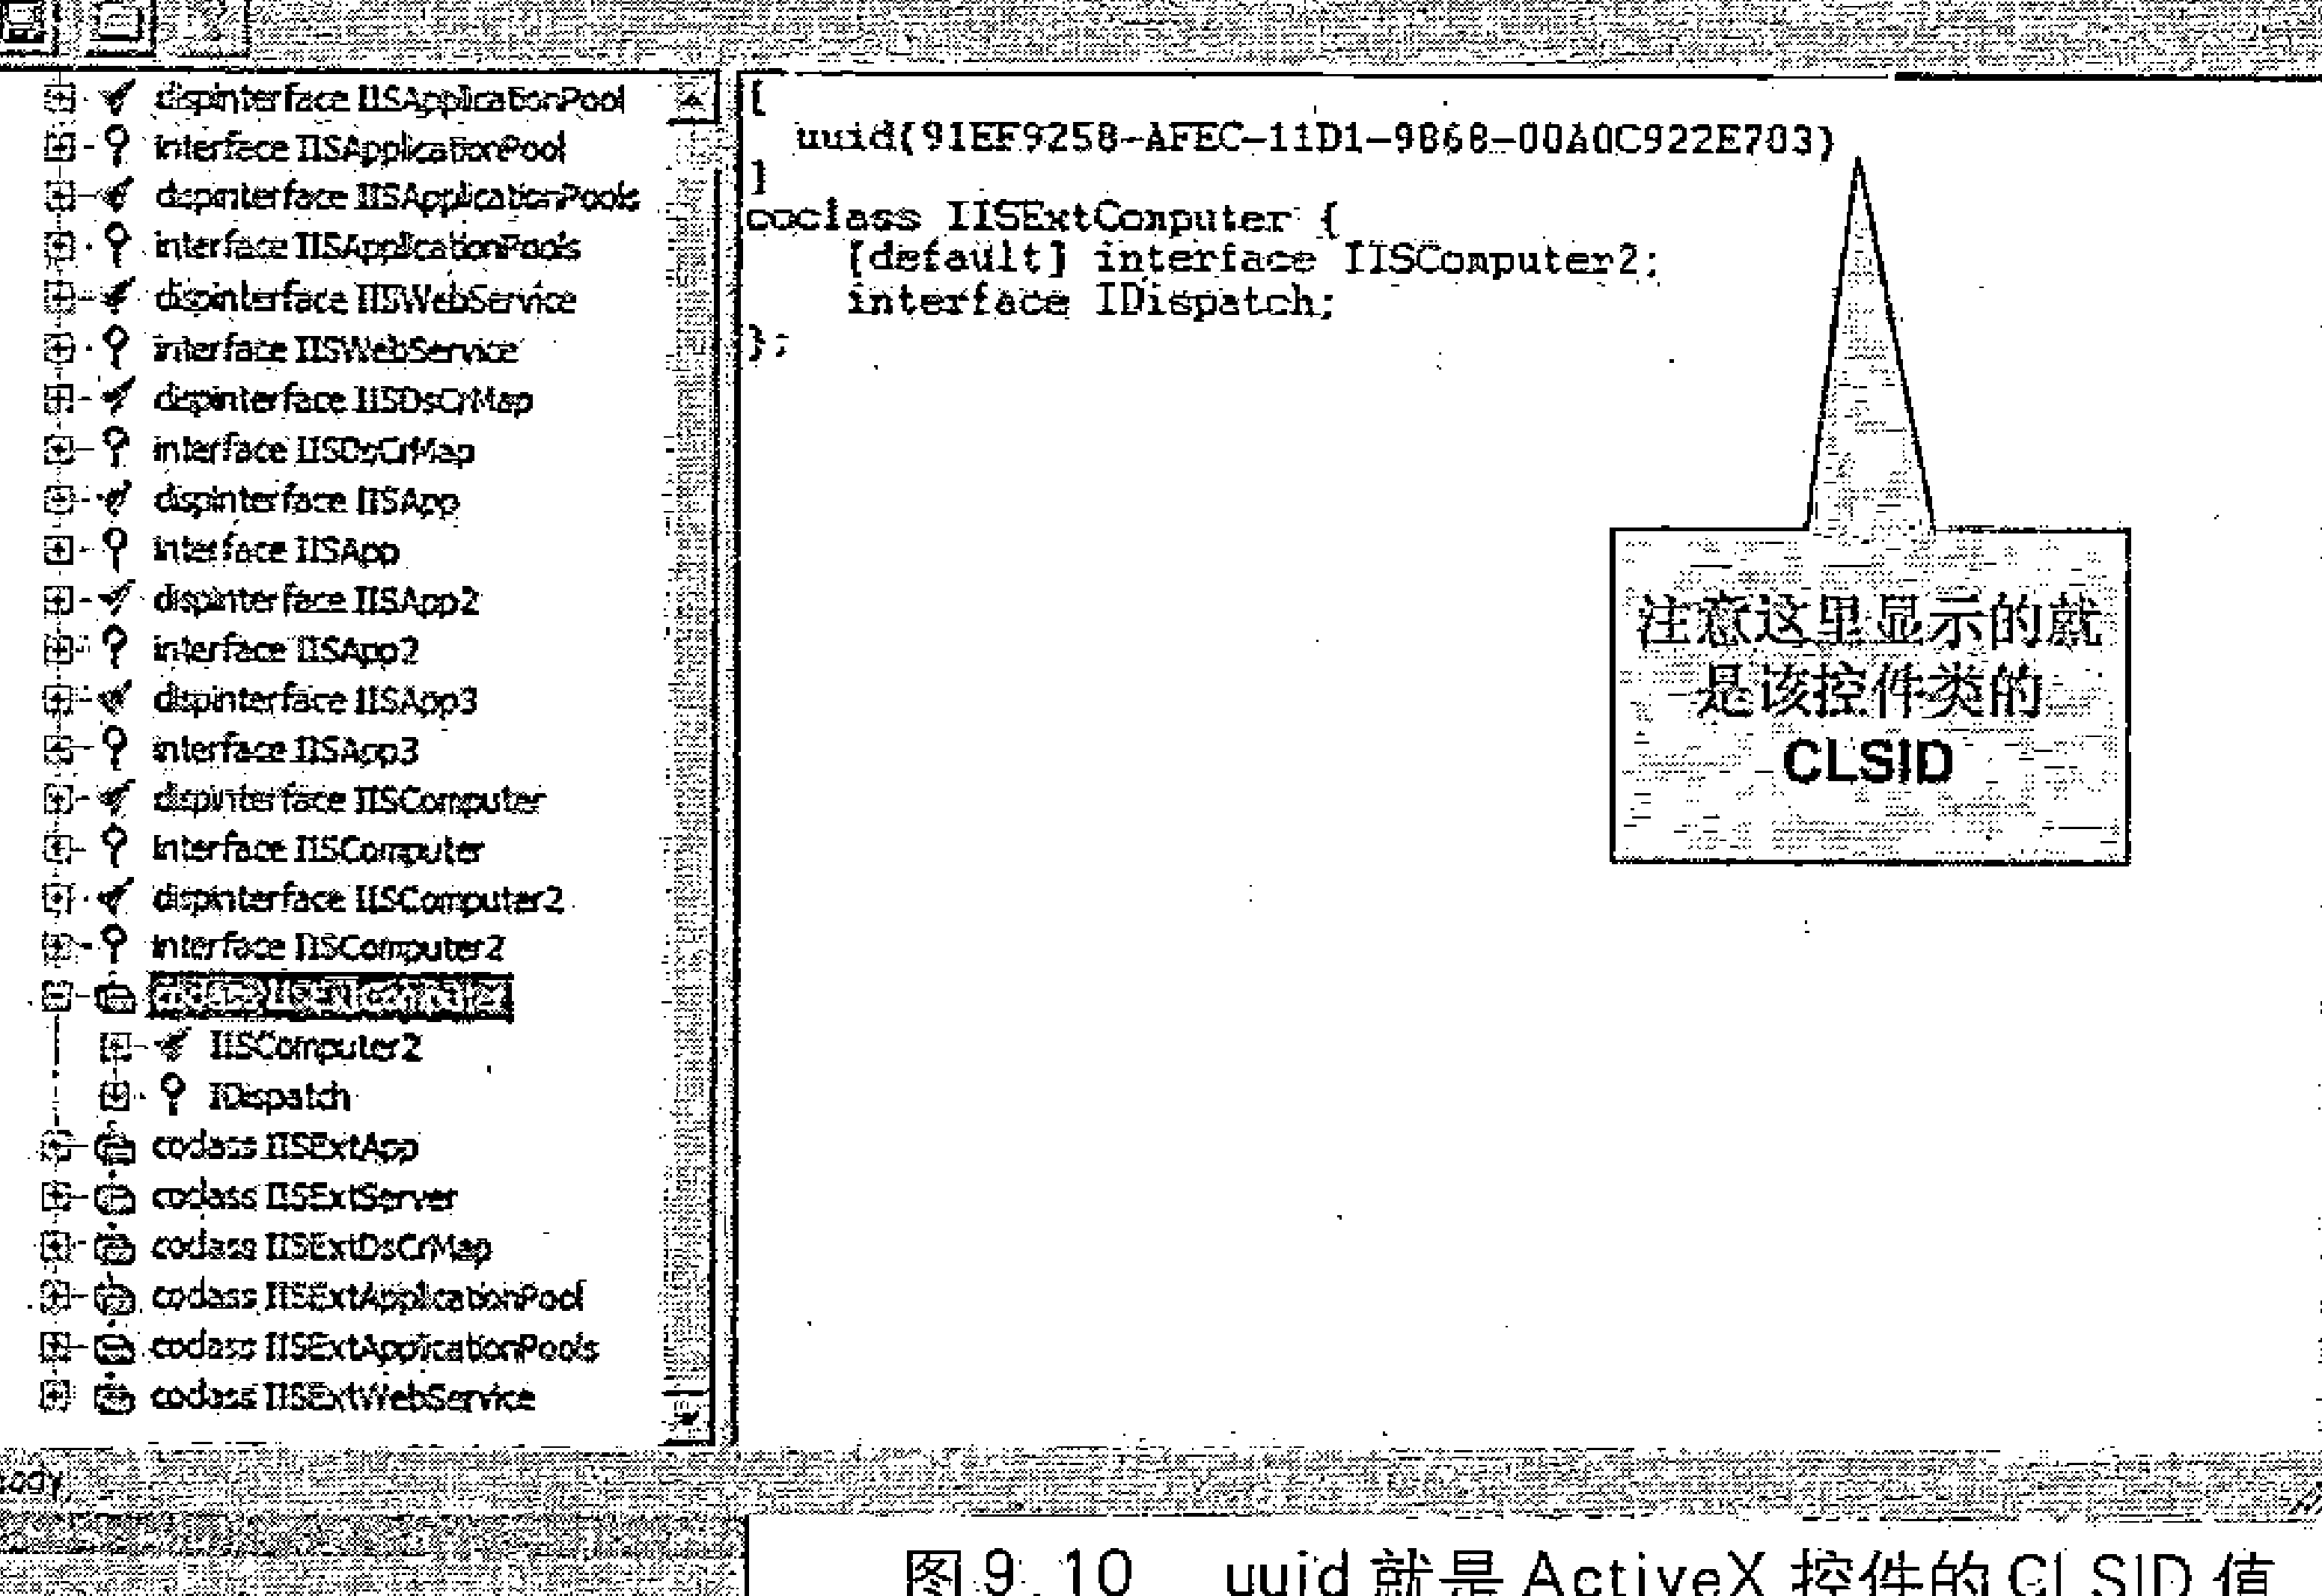 dispinterface IISApplicationPool
interface IISApplicationPool
dispinterface IISApplicationPools
interface IISApplicationPools
dispinterface IISWebService
interface IISWebService
dispinterface IISDsCrMap
interface IISDsCrMap
dispinterface IISApp
interface IISApp
dispinterface IISApp2
interface IISApp2
dispinterface IISApp3
interface IISApp3
dispinterface IISComputer
interface IISComputer
dispinterface IISComputer2
interface IISComputer2
coclass IISExtComputer
IISComputer2
IDispatch
coclass IISExtApp
coclass IISExtServer
coclass IISExtDsCrMap
coclass IISExtApplicationPool
coclass IISExtApplicationPools
coclass IISExtWebService
[
uuid(91EF9258-AFEC-11D1-9868-00A0C922E703)
]
coclass IISExtComputer {
[default] interface IISComputer2;
interface IDispatch;
};
注意这里显示的就
是该控件类的
CLSID
图 9.10 uuid 就是 ActiveX 控件的 CLSID 值